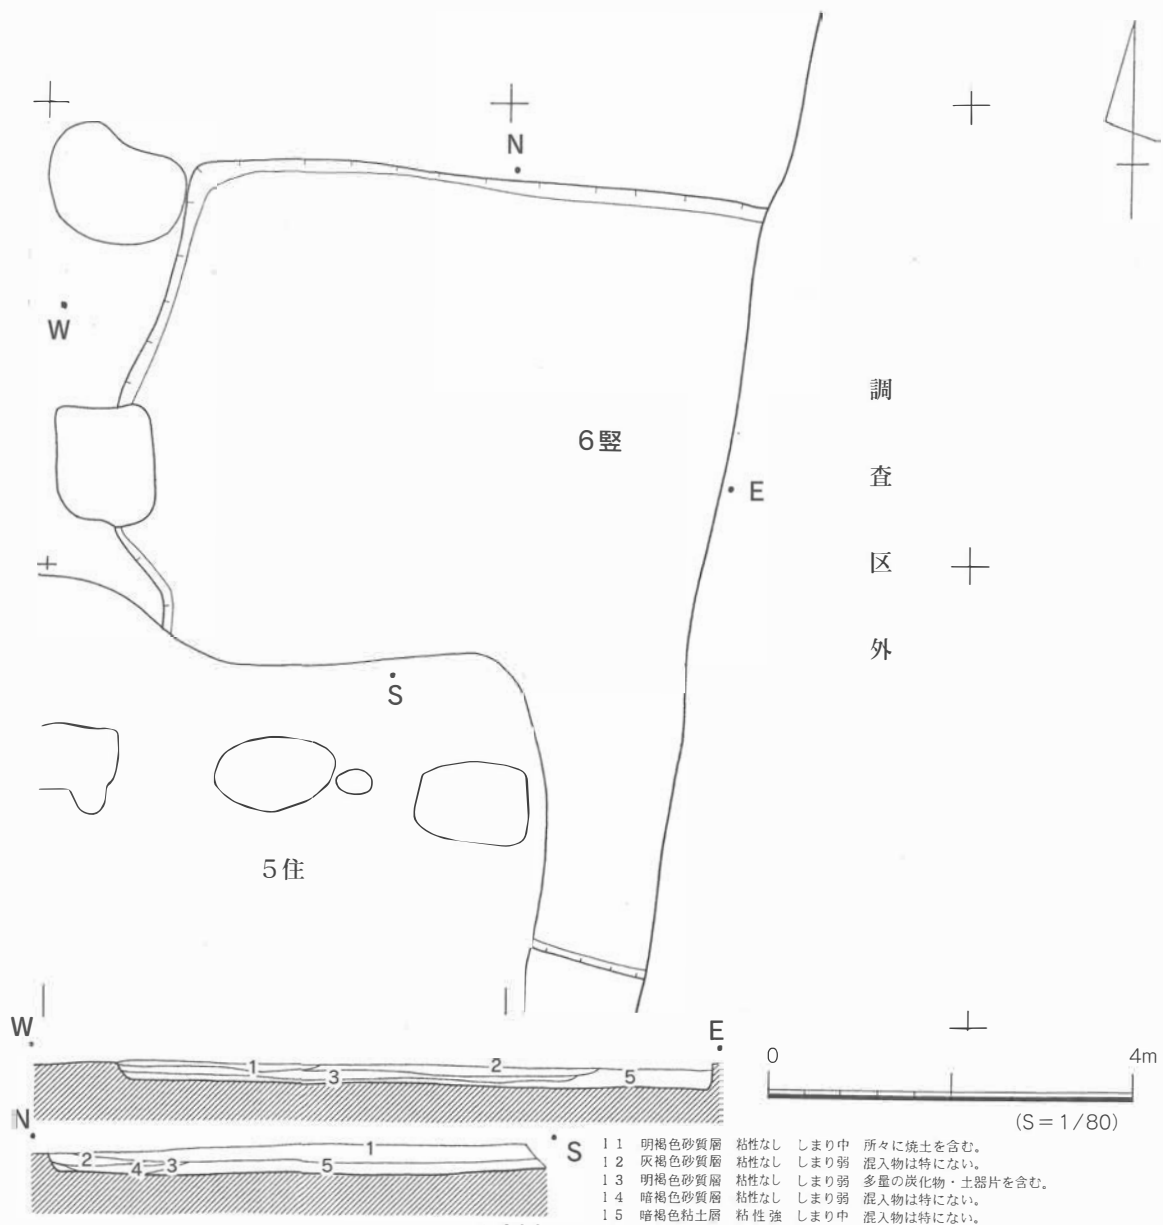 N
W
6竪
E
調査区外
S
5住
W
E
1
2
3
5
N
S
1
2
4
3
5
0
4m
(S=1/80)
11 明褐色砂質層 粘性なし しまり中 所々に焼土を含む。
12 灰褐色砂質層 粘性なし しまり弱 混入物は特にない。
13 明褐色砂質層 粘性なし しまり弱 多量の炭化物・土器片を含む。
14 暗褐色砂質層 粘性なし しまり弱 混入物は特にない。
15 暗褐色粘土層 粘性強 しまり中 混入物は特にない。